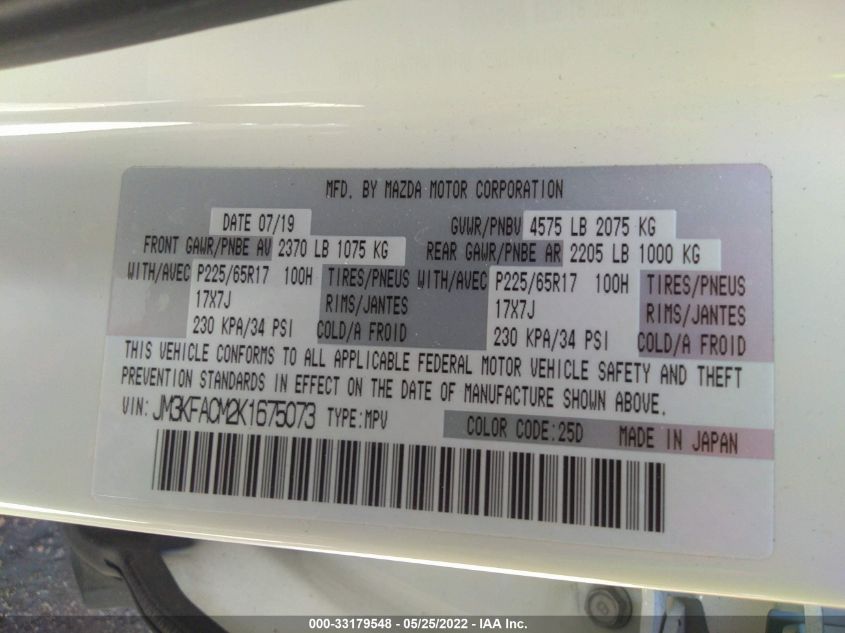 MFD. BY MAZDA MOTOR CORPORATION
DATE 07/19 GVWR/PNBV 4575 LB 2075 KG
FRONT GAWR/PNBE AV 2370 LB 1075 KG REAR GAWR/PNBE AR 2205 LB 1000 KG
WITH/AVEC P225/65R17 100H TIRES/PNEUS WITH/AVEC P225/65R17 100H TIRES/PNEUS
17X7J RIMS/JANTES 17X7J RIMS/JANTES
230 KPA/34 PSI COLD/A FROID 230 KPA/34 PSI COLD/A FROID
THIS VEHICLE CONFORMS TO ALL APPLICABLE FEDERAL MOTOR VEHICLE SAFETY AND THEFT
PREVENTION STANDARDS IN EFFECT ON THE DATE OF MANUFACTURE SHOWN ABOVE.
VIN: JM3KFACM2K1675073 TYPE:MPV COLOR CODE:25D MADE IN JAPAN
000-33179548 - 05/25/2022 - IAA Inc.